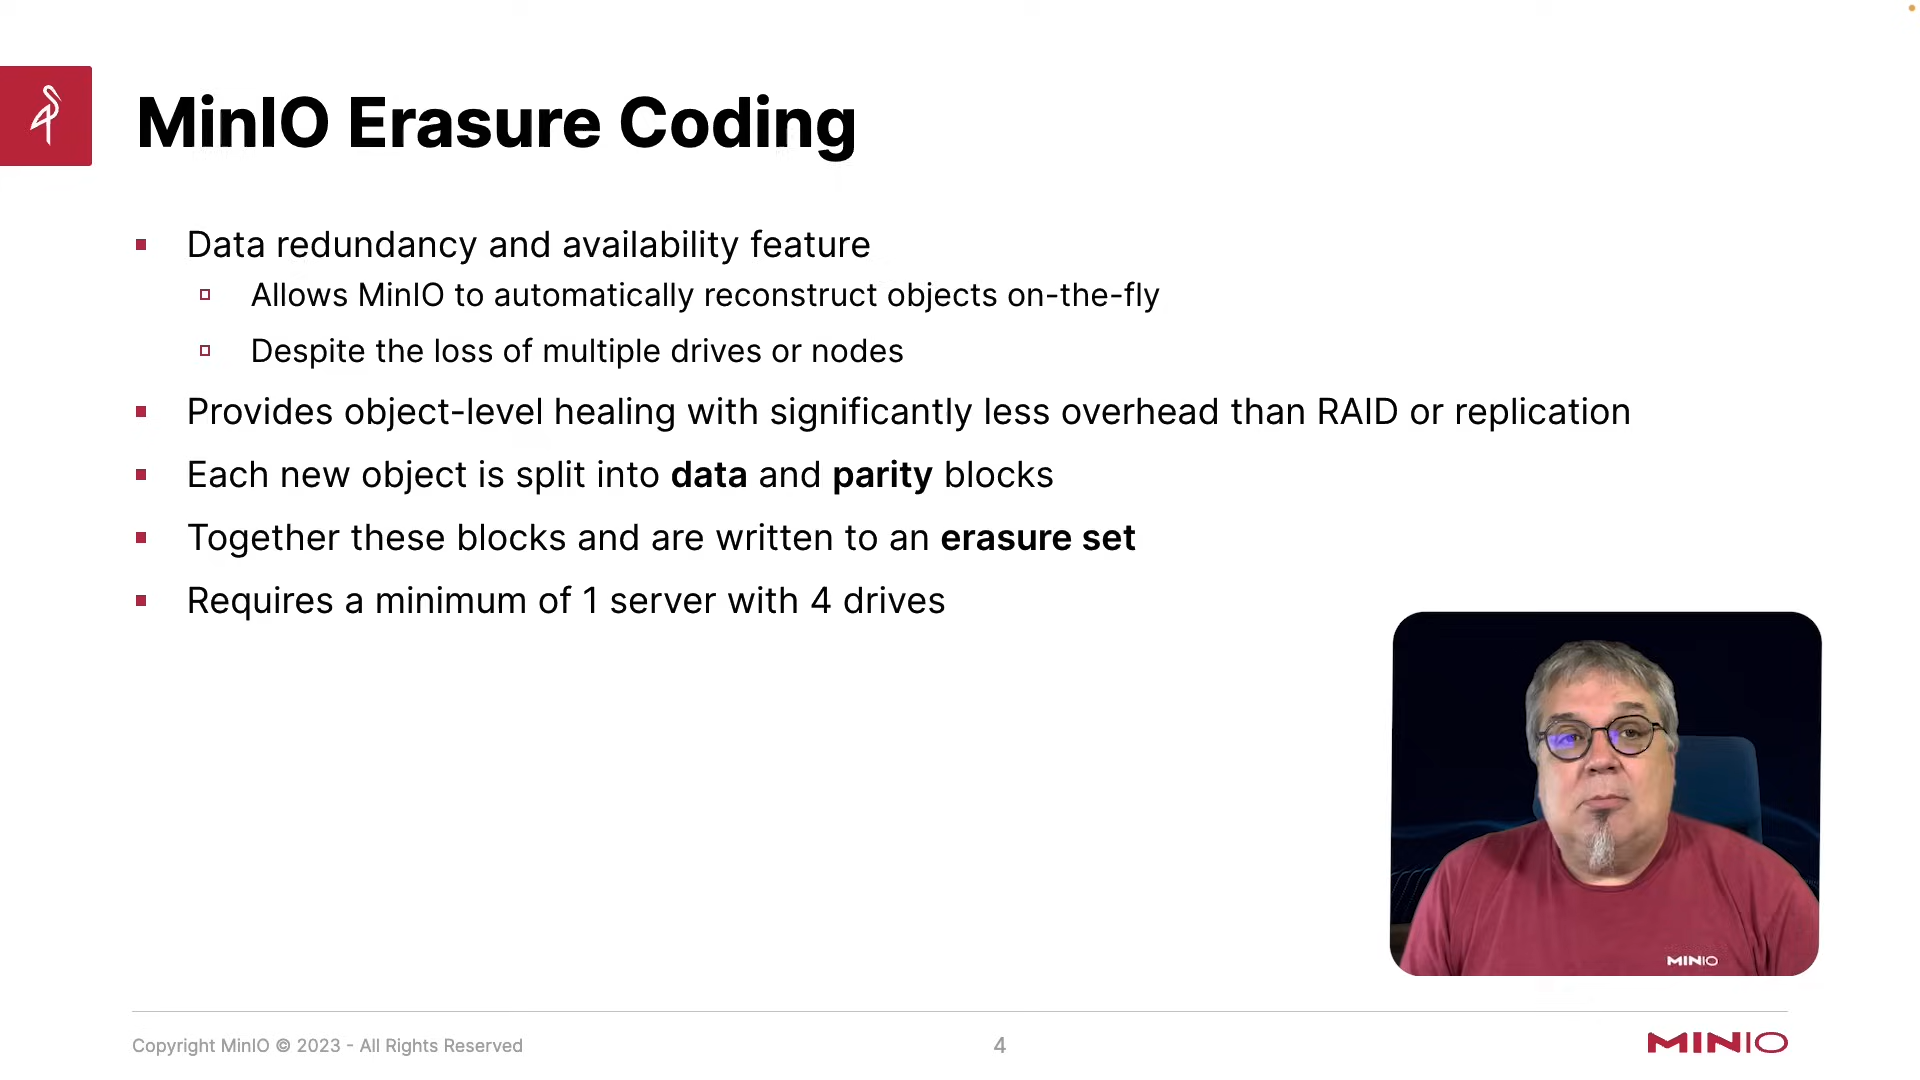 MinIO Erasure Coding
Data redundancy and availability feature
Allows MinIO to automatically reconstruct objects on-the-fly
Despite the loss of multiple drives or nodes
Provides object-level healing with significantly less overhead than RAID or replication
Each new object is split into data and parity blocks
Together these blocks and are written to an erasure set
Requires a minimum of 1 server with 4 drives
MINIO
Copyright MinIO © 2023 - All Rights Reserved
4
MINIO